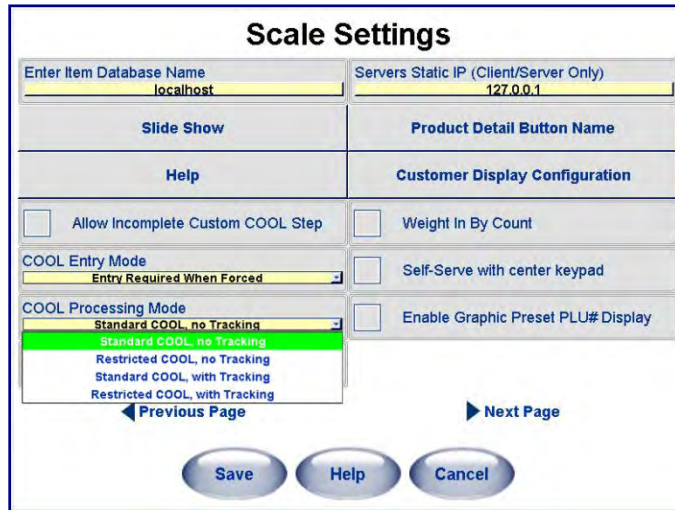 Scale Settings
Enter Item Database Name
localhost
Servers Static IP (Client/Server Only)
127.0.0.1
Slide Show
Product Detail Button Name
Help
Customer Display Configuration
Allow Incomplete Custom COOL Step
Weight In By Count
COOL Entry Mode
Entry Required When Forced
Self-Serve with center keypad
COOL Processing Mode
Standard COOL, no Tracking
Enable Graphic Preset PLU# Display
Standard COOL, no Tracking
Restricted COOL, no Tracking
Standard COOL, with Tracking
Restricted COOL, with Tracking
Previous Page
Next Page
Save
Help
Cancel